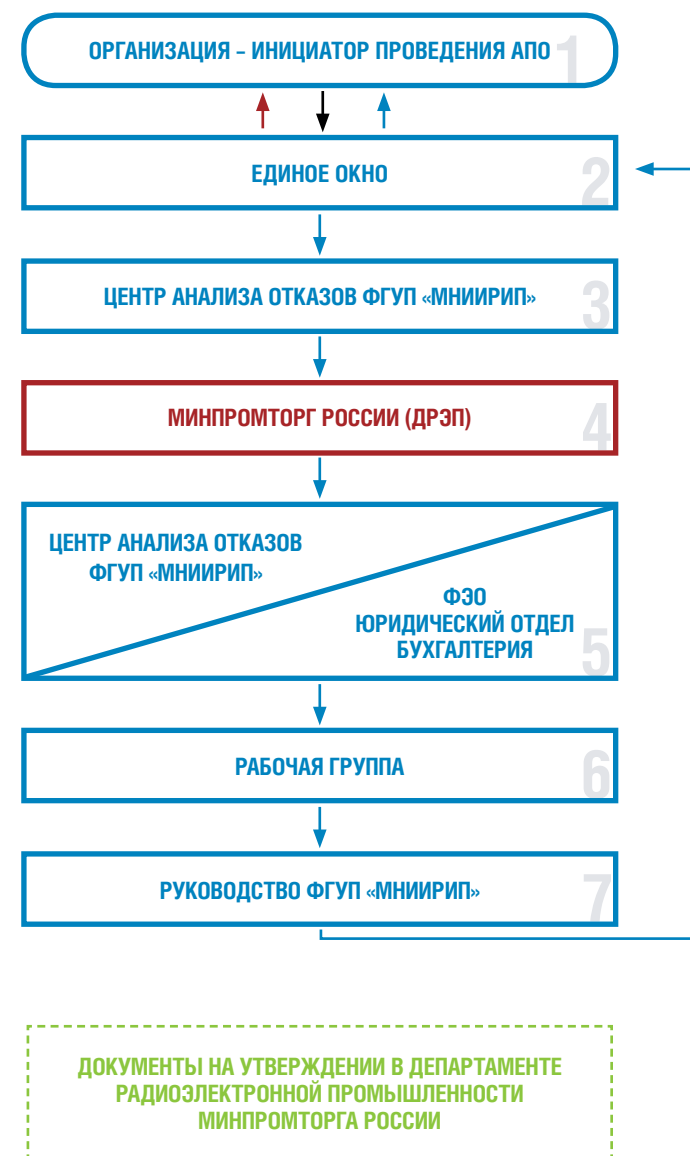 ОРГАНИЗАЦИЯ – ИНИЦИАТОР ПРОВЕДЕНИЯ АПО
1
ЕДИНОЕ ОКНО
2
ЦЕНТР АНАЛИЗА ОТКАЗОВ ФГУП «МНИИРИП»
3
МИНПРОМТОРГ РОССИИ (ДРЭП)
4
ЦЕНТР АНАЛИЗА ОТКАЗОВ
ФГУП «МНИИРИП»
ФЭО
ЮРИДИЧЕСКИЙ ОТДЕЛ
БУХГАЛТЕРИЯ
5
РАБОЧАЯ ГРУППА
6
РУКОВОДСТВО ФГУП «МНИИРИП»
7
ДОКУМЕНТЫ НА УТВЕРЖДЕНИИ В ДЕПАРТАМЕНТЕ
РАДИОЭЛЕКТРОННОЙ ПРОМЫШЛЕННОСТИ
МИНПРОМТОРГА РОССИИ